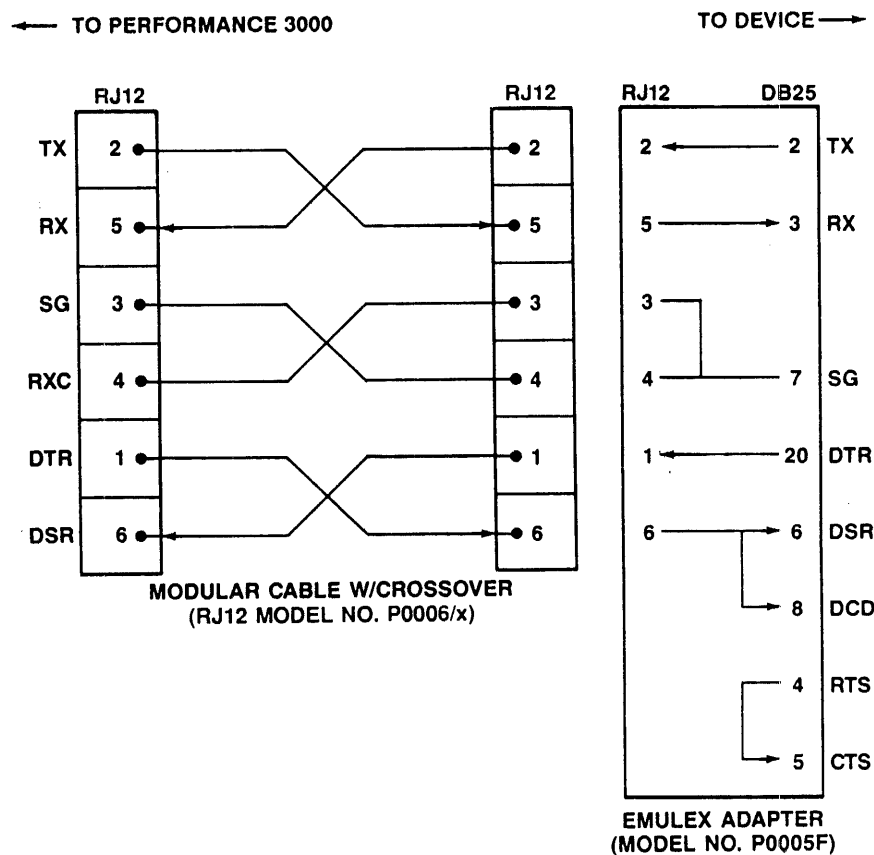 TO PERFORMANCE 3000
TO DEVICE
RJ12
RJ12
RJ12 DB25
TX 2 2 2 2 TX
RX 5 5 5 3 RX
SG 3 3 3
RXC 4 4 4 7 SG
DTR 1 1 1 20 DTR
DSR 6 6 6 6 DSR
8 DCD
4 RTS
5 CTS
MODULAR CABLE W/CROSSOVER
(RJ12 MODEL NO. P0006/x)
EMULEX ADAPTER
(MODEL NO. P0005F)